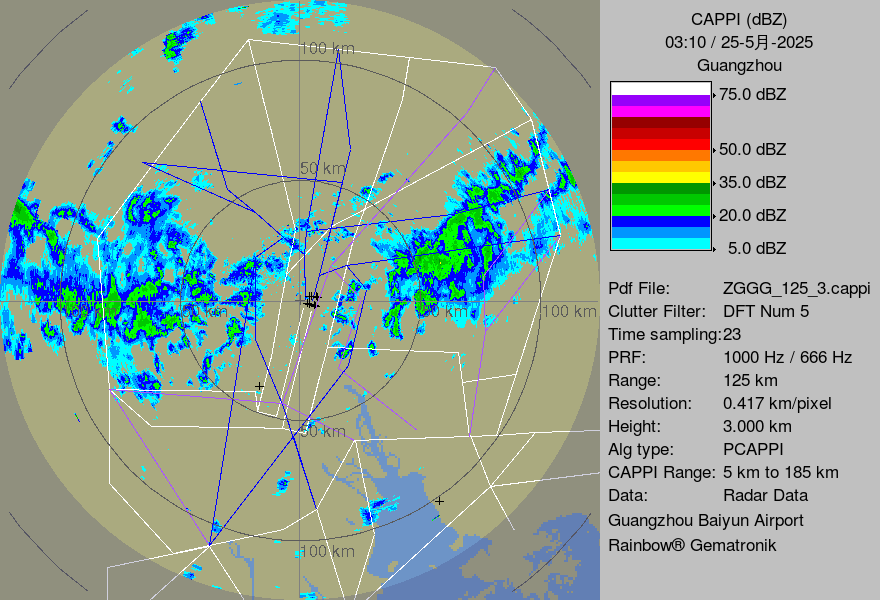 CAPPI (dBZ)
03:10 / 25-5月-2025
Guangzhou
75.0 dBZ
50.0 dBZ
35.0 dBZ
20.0 dBZ
5.0 dBZ
Pdf File: ZGGG_125_3.cappi
Clutter Filter: DFT Num 5
Time sampling:23
PRF: 1000 Hz / 666 Hz
Range: 125 km
Resolution: 0.417 km/pixel
Height: 3.000 km
Alg type: PCAPPI
CAPPI Range: 5 km to 185 km
Data: Radar Data
Guangzhou Baiyun Airport
Rainbow® Gematronik
100 km
50 km
100 km
50 km
100 km